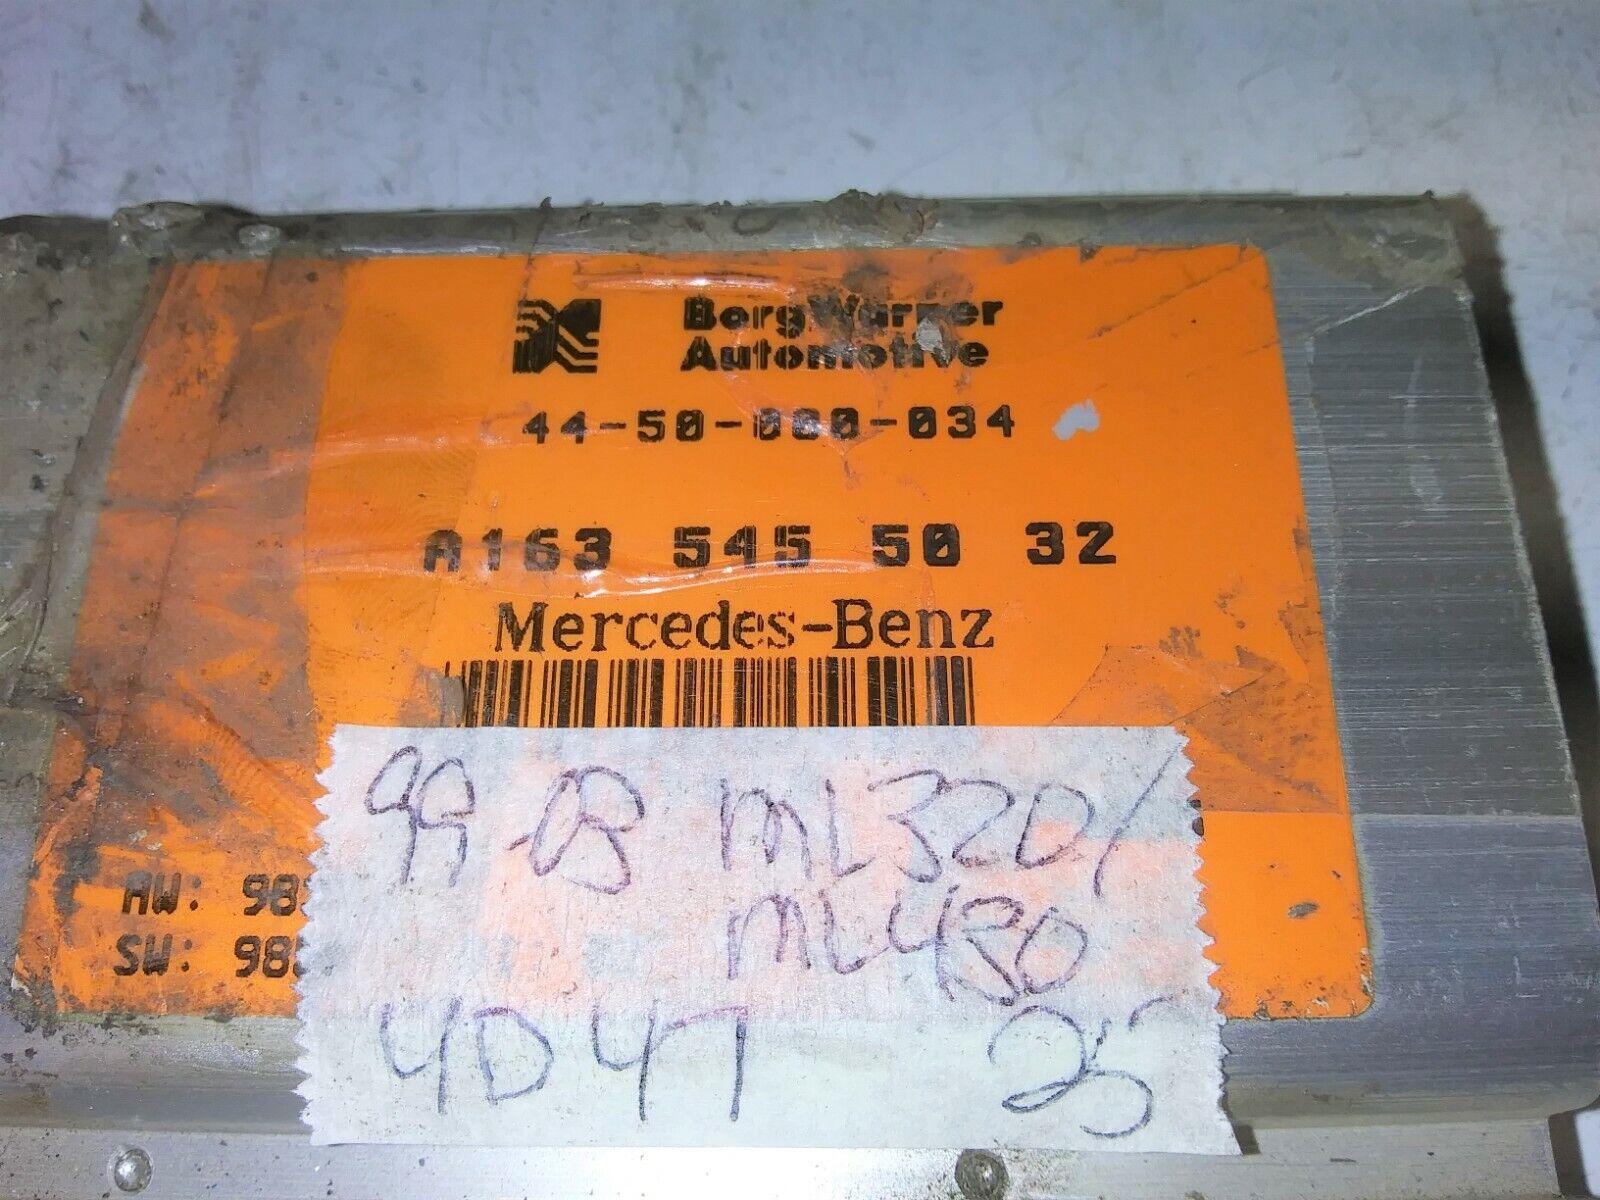 BorgWarner
Automotive
44-50-000-034
A163 545 50 32
Mercedes-Benz
99-03 ML320/
ML430
HW: 98
SW: 98
4D47 25